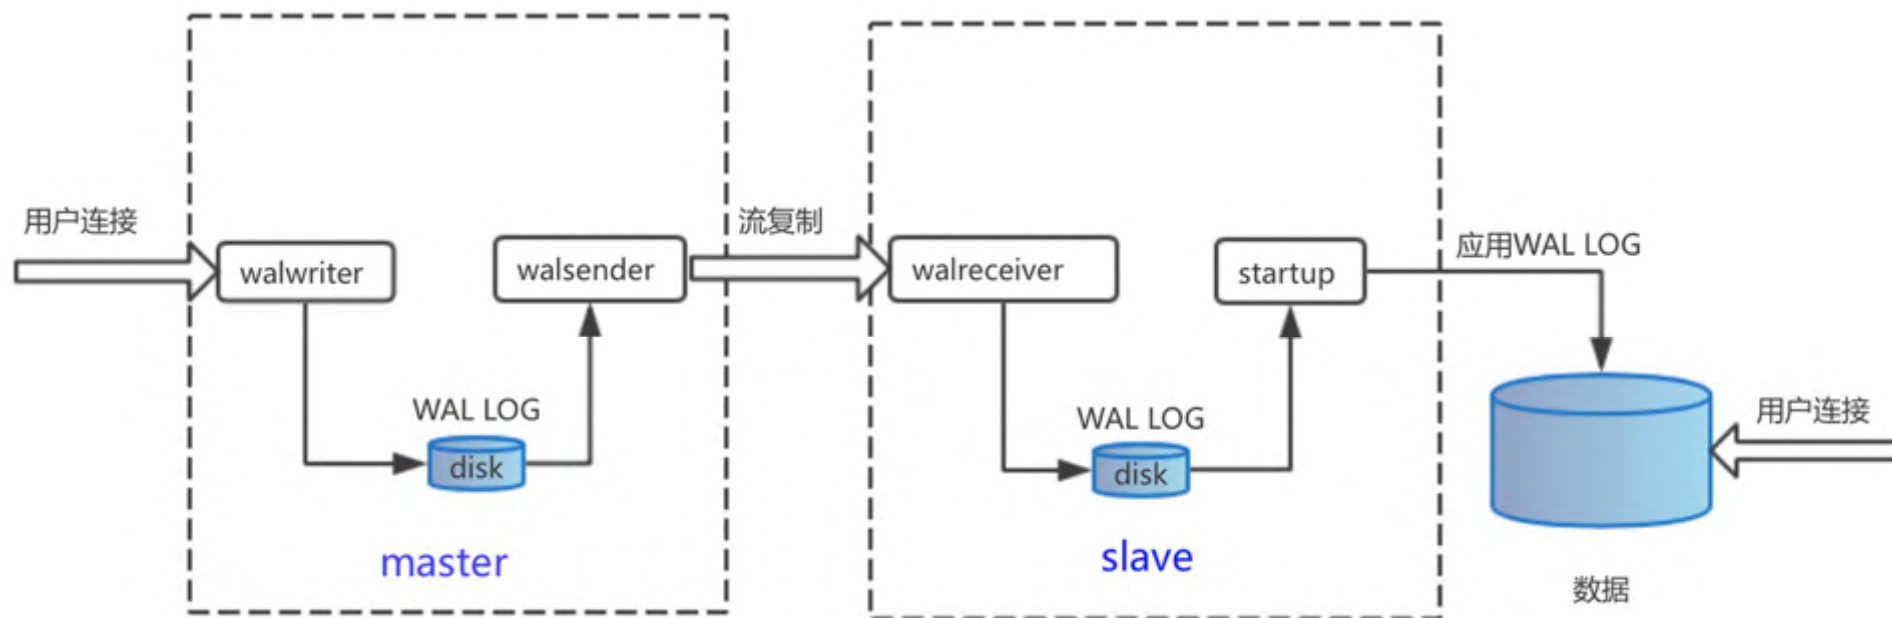 用户连接
walwriter
WAL LOG
disk
walsender
master
流复制
walreceiver
WAL LOG
disk
startup
slave
应用WAL LOG
用户连接
数据